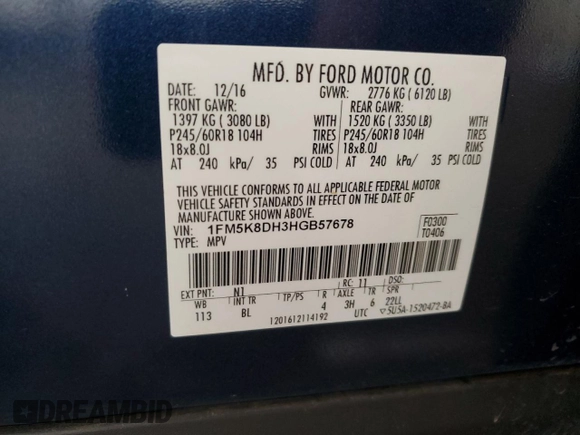 MFD. BY FORD MOTOR CO.
DATE: 12/16 GVWR: 2776 KG ( 6120 LB)
FRONT GAWR: REAR GAWR:
1397 KG ( 3080 LB) WITH 1520 KG ( 3350 LB) WITH
P245/60R18 104H TIRES P245/60R18 104H TIRES
18x8.0J RIMS 18x8.0J RIMS
AT 240 kPa/ 35 PSI COLD AT 240 kPa/ 35 PSI COLD
THIS VEHICLE CONFORMS TO ALL APPLICABLE FEDERAL MOTOR
VEHICLE SAFETY STANDARDS IN EFFECT ON THE DATE OF
MANUFACTURE SHOWN ABOVE.
VIN: 1FM5K8DH3HGB57678
TYPE: MPV
F0300
T0406
EXT PNT: N1 RC: 11 DSO:
WB INT TR TP/PS R AXLE TR SPR
113 BL 4 3H 6 22LL
1201612114192 UTC ▽5U5A-1520472-BA
DREAMBID